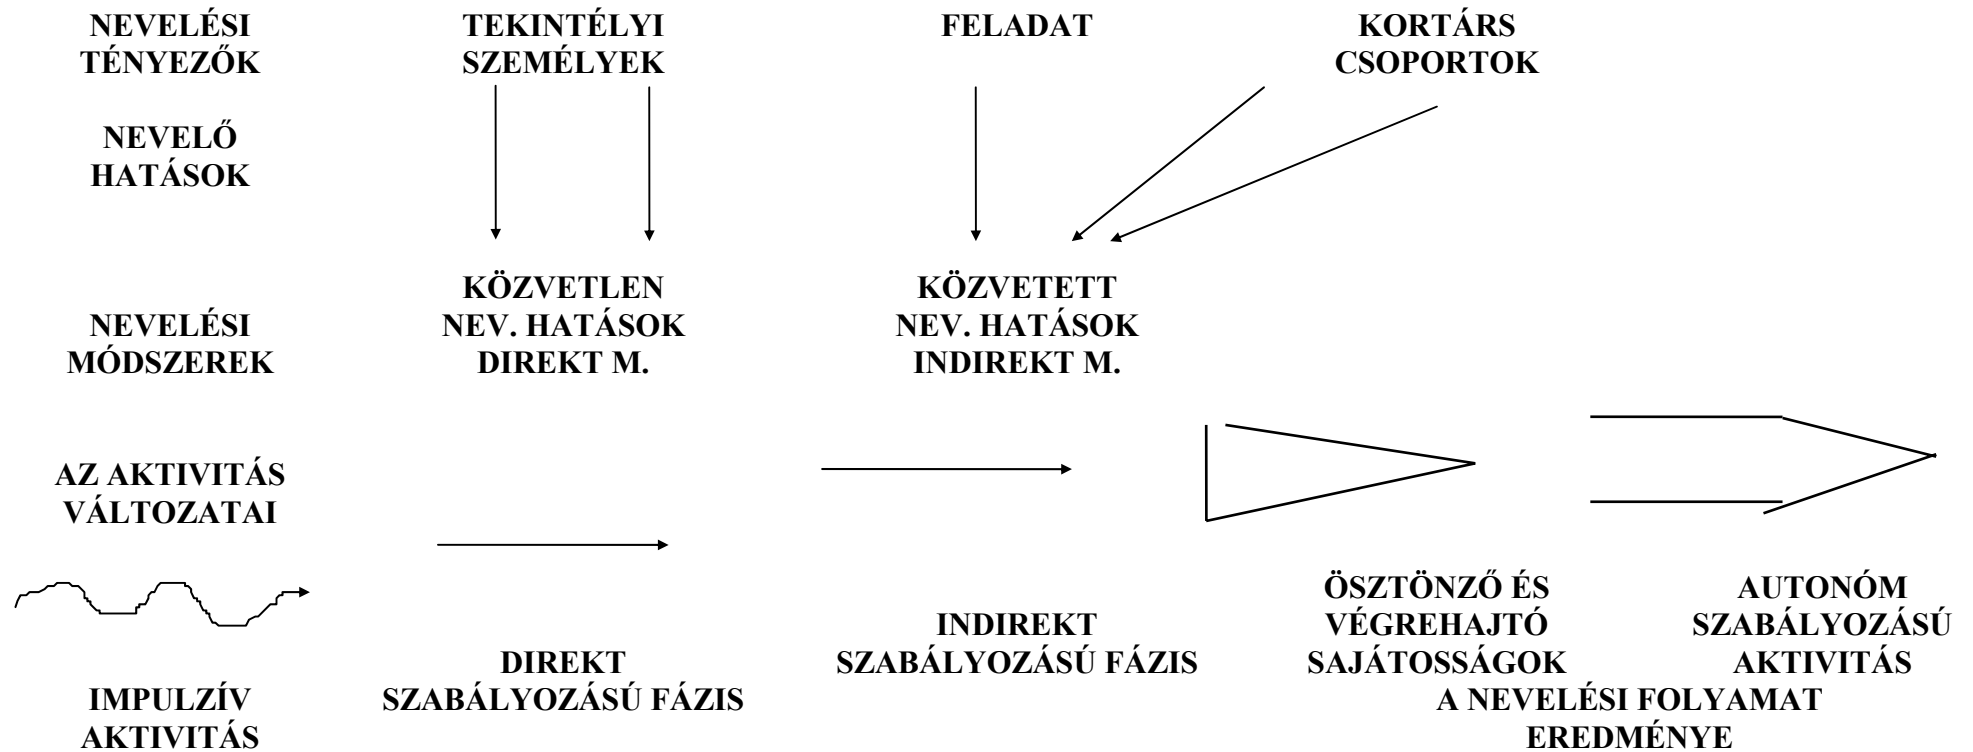 NEVELÉSI
TÉNYEZŐK
TEKINTÉLYI
SZEMÉLYEK
FELADAT
KORTÁRS
CSOPORTOK
NEVELŐ
HATÁSOK
NEVELÉSI
MÓDSZEREK
KÖZVETLEN
NEV. HATÁSOK
DIREKT M.
KÖZVETETT
NEV. HATÁSOK
INDIREKT M.
AZ AKTIVITÁS
VÁLTOZATAI
IMPULZÍV
AKTIVITÁS
DIREKT
SZABÁLYOZÁSÚ FÁZIS
INDIREKT
SZABÁLYOZÁSÚ FÁZIS
ÖSZTÖNZŐ ÉS
VÉGREHAJTÓ
SAJÁTOSSÁGOK
AUTONÓM
SZABÁLYOZÁSÚ
AKTIVITÁS
A NEVELÉSI FOLYAMAT
EREDMÉNYE